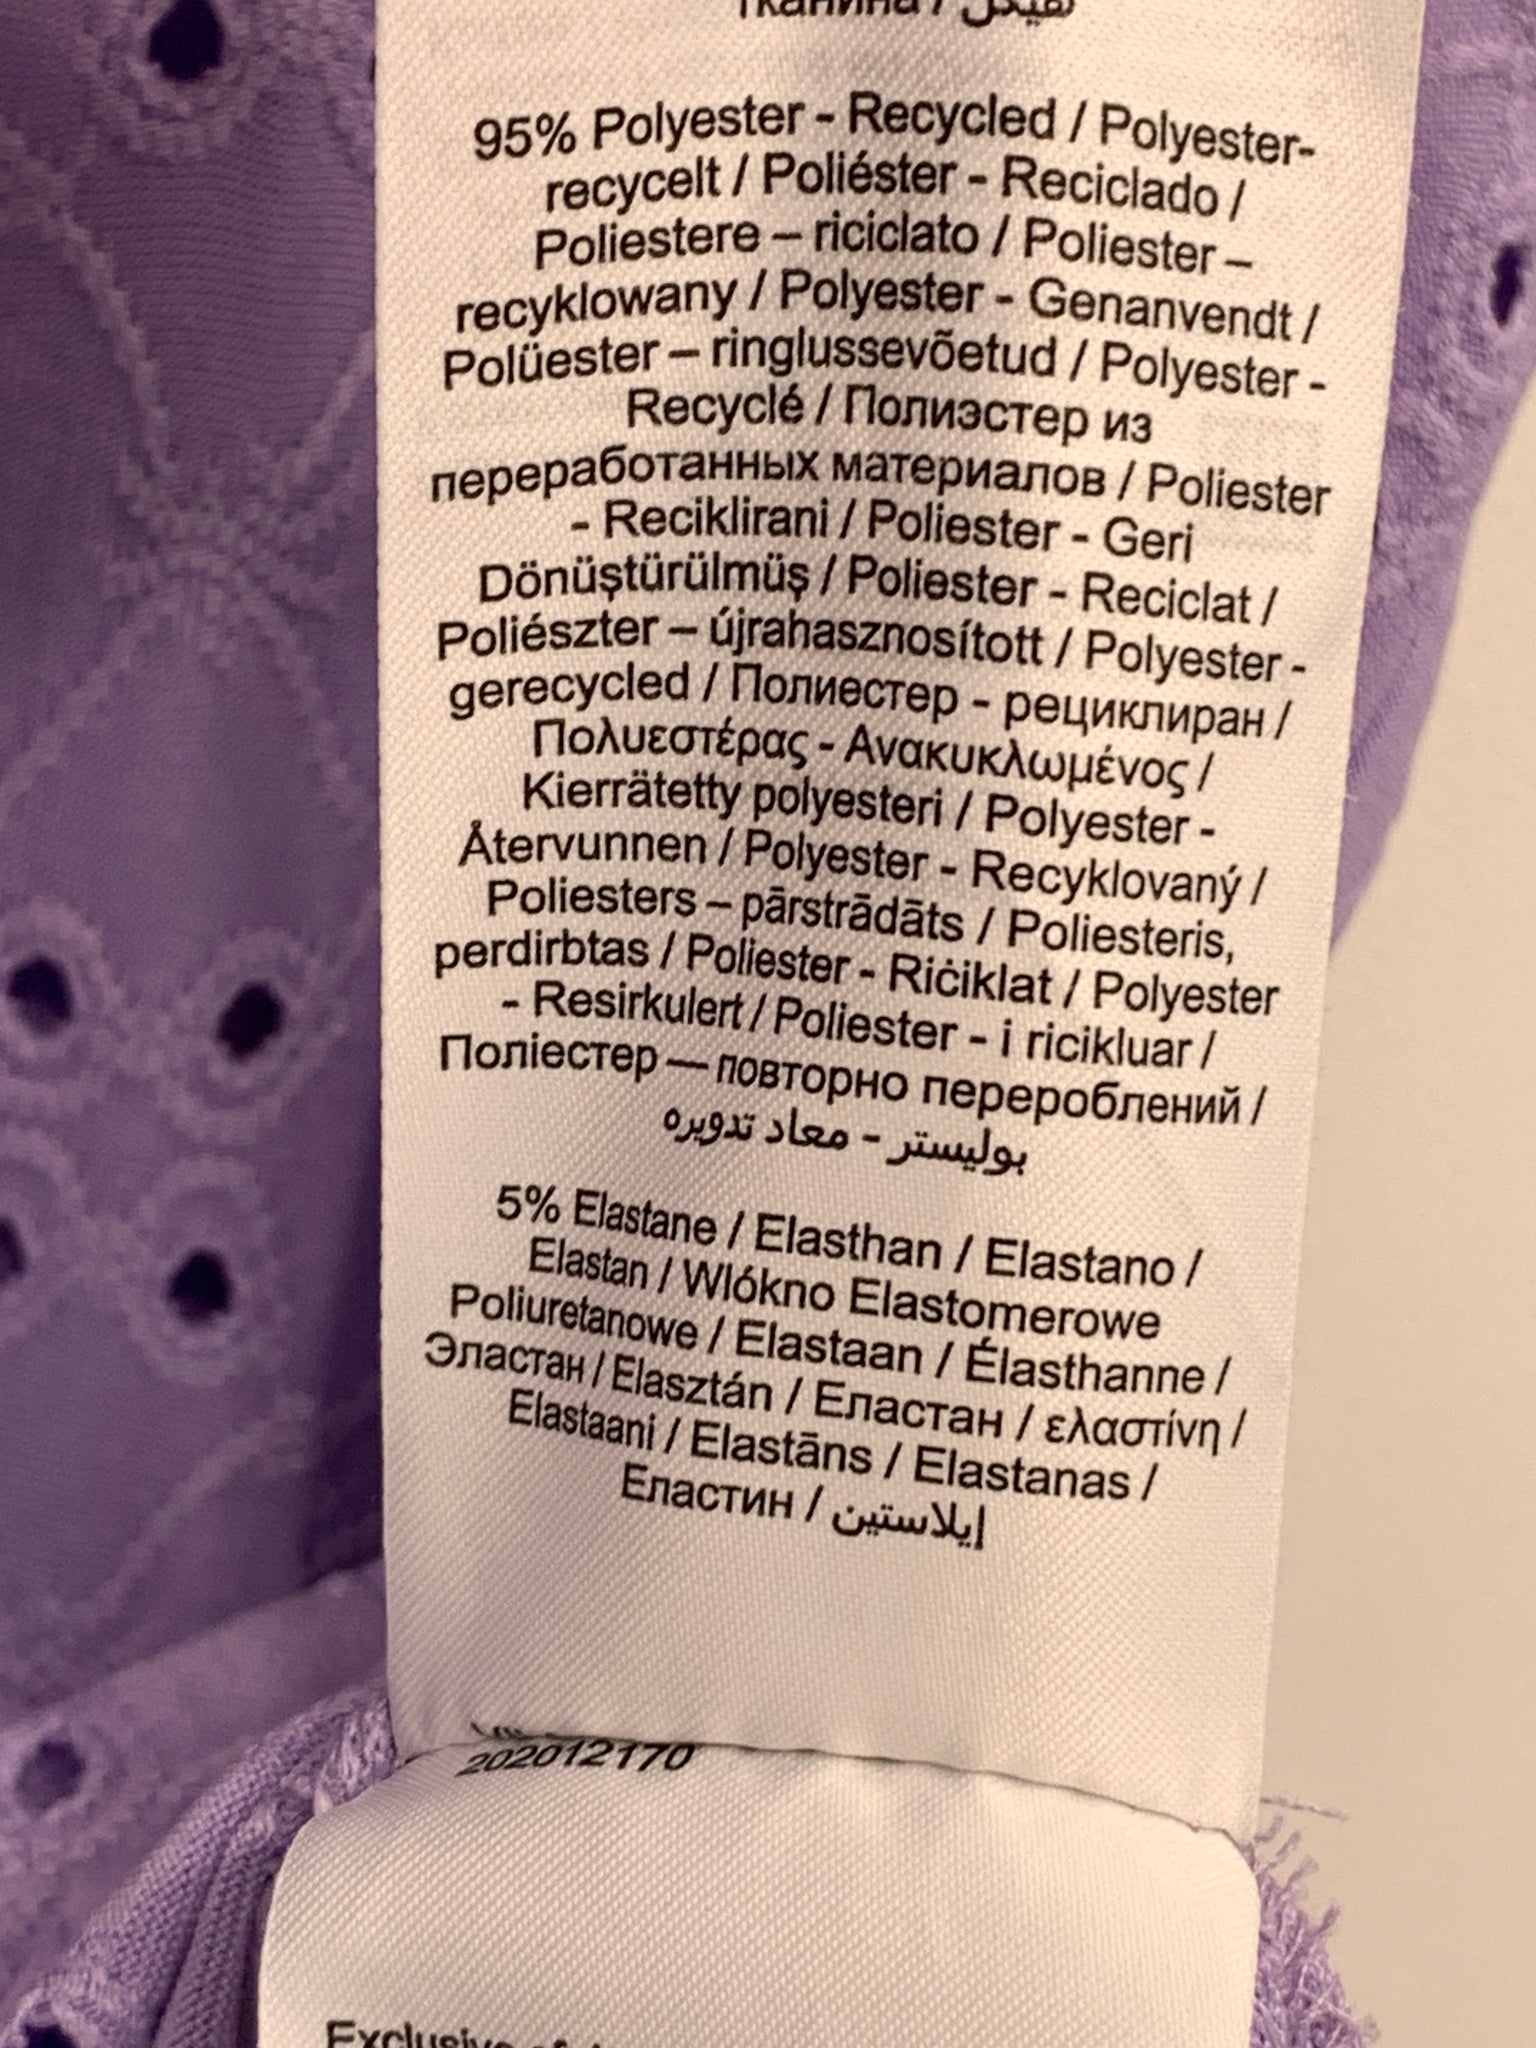 тканина / هيكل
95% Polyester - Recycled / Polyester-
recycelt / Poliéster - Reciclado /
Poliestere – riciclato / Poliester –
recyklowany / Polyester - Genanvendt /
Polüester – ringlussevõetud / Polyester -
Recyclé / Полиэстер из
переработанных материалов / Poliester
- Reciklirani / Poliester - Geri
Dönüştürülmüş / Poliester - Reciclat /
Poliészter – újrahasznosított / Polyester -
gerecycled / Полиестер - рециклиран /
Πολυεστέρας - Ανακυκλωμένος /
Kierrätetty polyesteri / Polyester -
Återvunnen / Polyester - Recyklovaný /
Poliesters – pārstrādāts / Poliesteris,
perdirbtas / Poliester - Riċiklat / Polyester
- Resirkulert / Poliester - i ricikluar /
Поліестер — повторно перероблений /
بوليستر - معاد تدويره
5% Elastane / Elasthan / Elastano /
Elastan / Wlókno Elastomerowe
Poliuretanowe / Elastaan / Élasthanne /
Эластан / Elasztán / Еластан / ελαστίνη /
Elastaani / Elastāns / Elastanas /
Еластин / إيلاستين
202012170
Exclusive